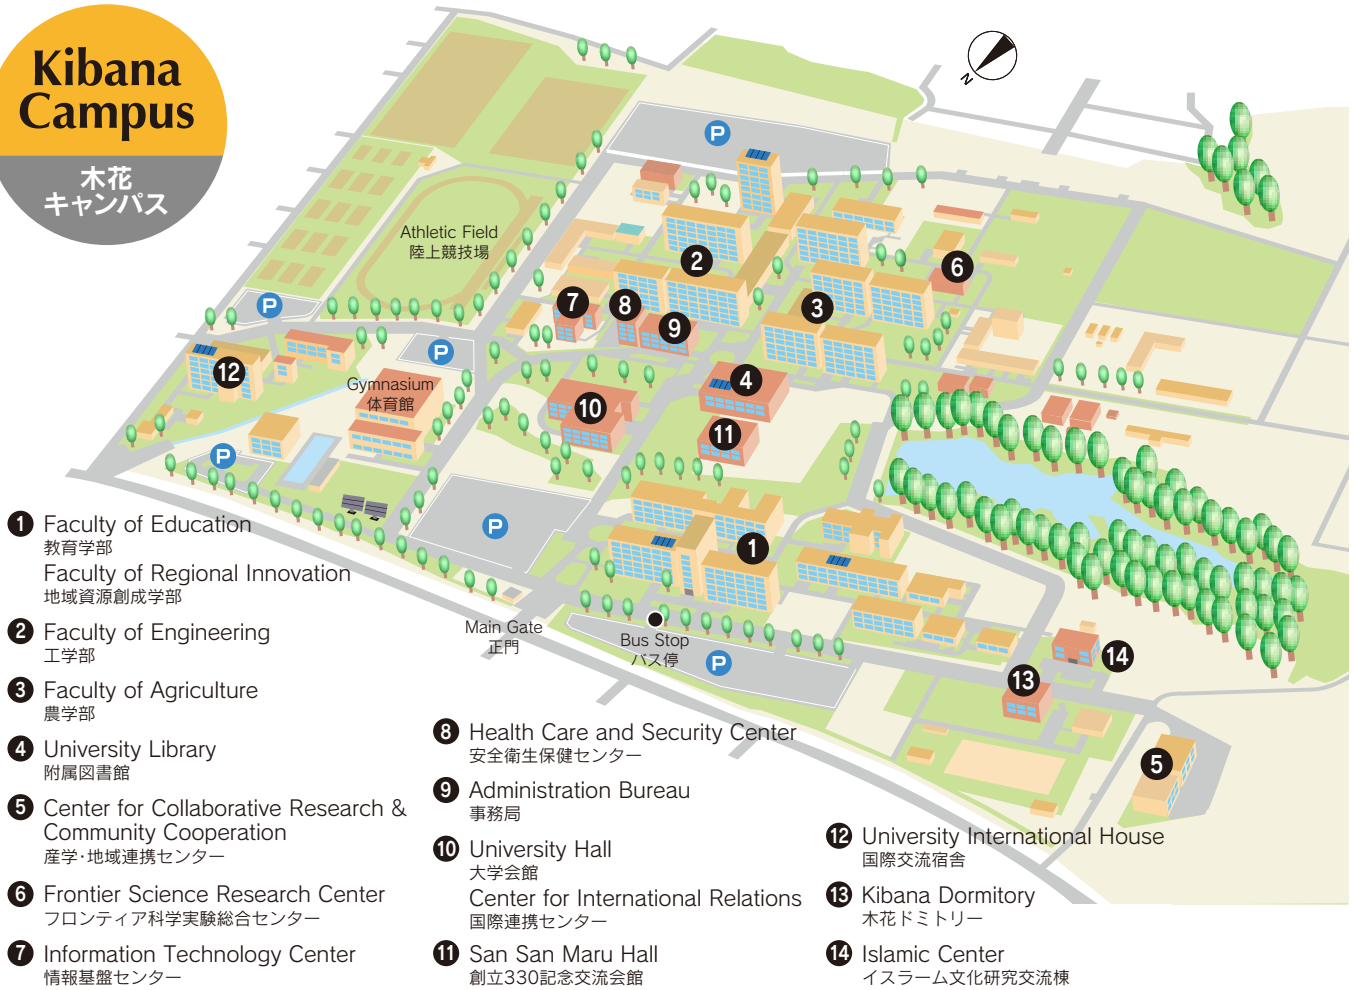 Kibana
Campus
木花
キャンパス
N
P
Athletic Field
陸上競技場
2
6
P
7
8
9
3
P
12
Gymnasium
体育館
4
10
11
P
P
1
Main Gate
正門
Bus Stop
バス停
P
14
13
5
1 Faculty of Education
教育学部
Faculty of Regional Innovation
地域資源創成学部
2 Faculty of Engineering
工学部
3 Faculty of Agriculture
農学部
4 University Library
附属図書館
5 Center for Collaborative Research &
Community Cooperation
産学・地域連携センター
6 Frontier Science Research Center
フロンティア科学実験総合センター
7 Information Technology Center
情報基盤センター
8 Health Care and Security Center
安全衛生保健センター
9 Administration Bureau
事務局
10 University Hall
大学会館
Center for International Relations
国際連携センター
11 San San Maru Hall
創立330記念交流会館
12 University International House
国際交流宿舎
13 Kibana Dormitory
木花ドミトリー
14 Islamic Center
イスラーム文化研究交流棟